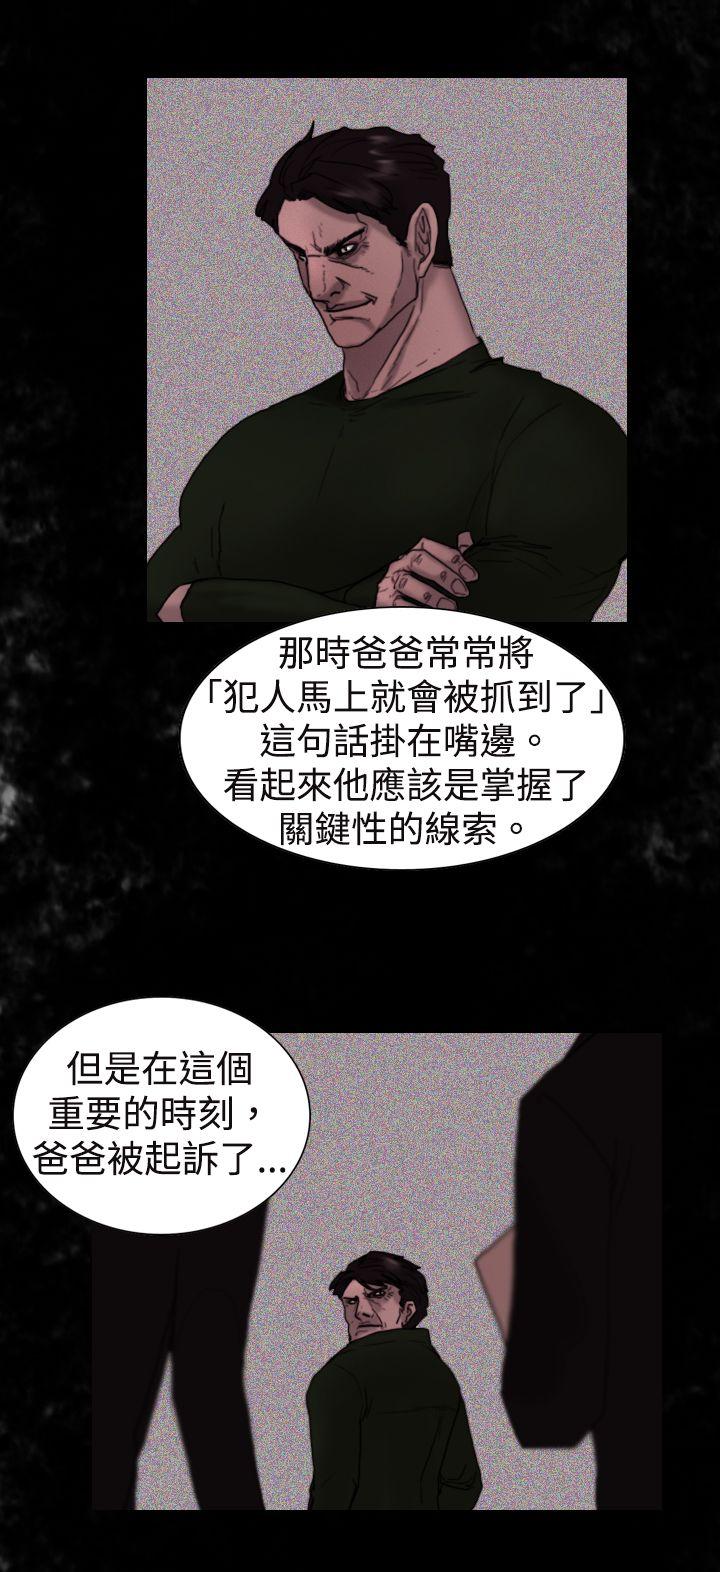 那時爸爸常常將
「犯人馬上就會被抓到了」
這句話掛在嘴邊。
看起來他應該是掌握了
關鍵性的線索。
但是在這個
重要的時刻，
爸爸被起訴了...